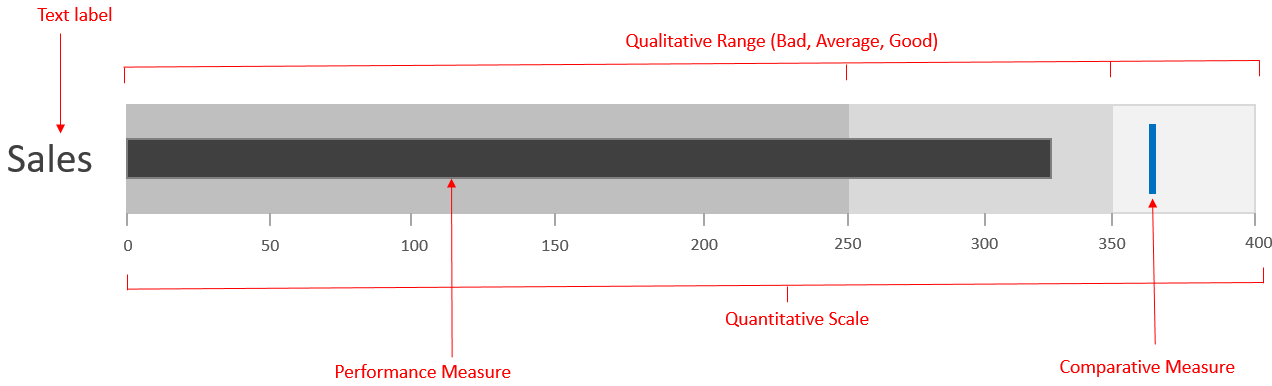 Text label
Qualitative Range (Bad, Average, Good)
Sales
0 50 100 150 200 250 300 350 400
Quantitative Scale
Performance Measure
Comparative Measure